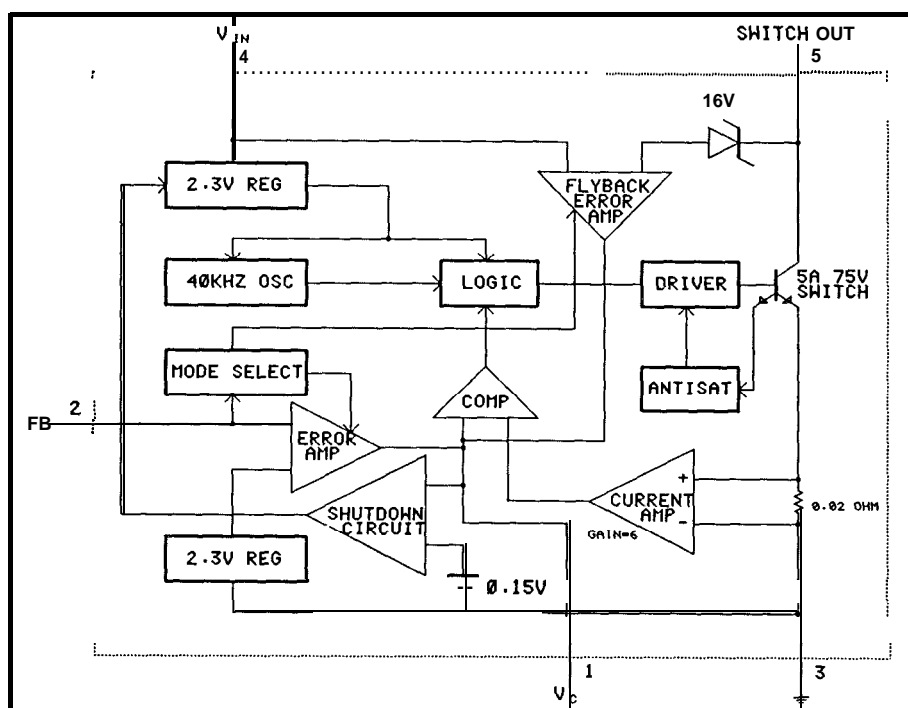 VIN
4
SWITCH OUT
5
16V
2.3V REG
FLYBACK
ERROR
AMP
40KHZ OSC
LOGIC
DRIVER
5A 75V
SWITCH
MODE SELECT
COMP
ANTISAT
FB
2
ERROR
AMP
SHUTDOWN
CIRCUIT
+
CURRENT
AMP
-
GAIN=6
0.02 OHM
2.3V REG
0.15V
1
VC
3